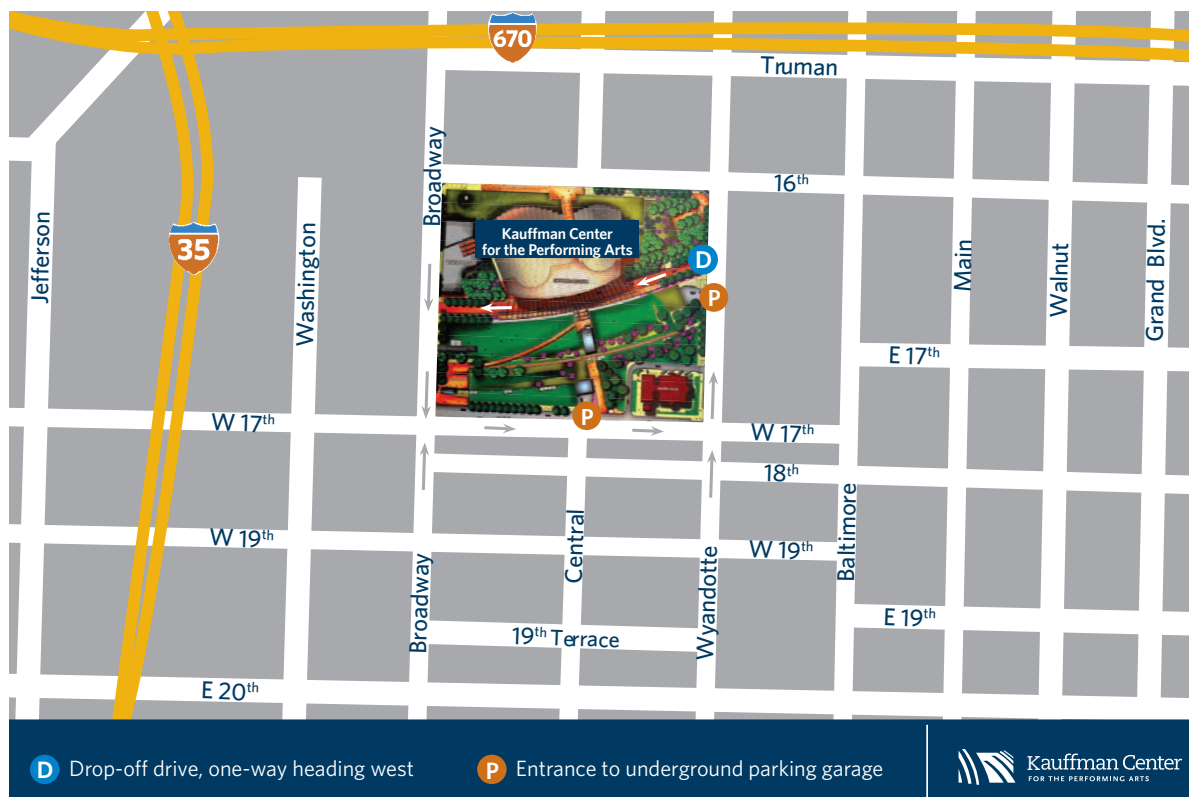 670
Truman
Broadway
16th
Kauffman Center
for the Performing Arts
D
35
P
Jefferson
Washington
Main
Walnut
Grand Blvd.
E 17th
P
W 17th
W 17th
18th
Baltimore
Central
W 19th
W 19th
Broadway
Wyandotte
E 19th
19th Terrace
E 20th
D Drop-off drive, one-way heading west
P Entrance to underground parking garage
Kauffman Center
FOR THE PERFORMING ARTS